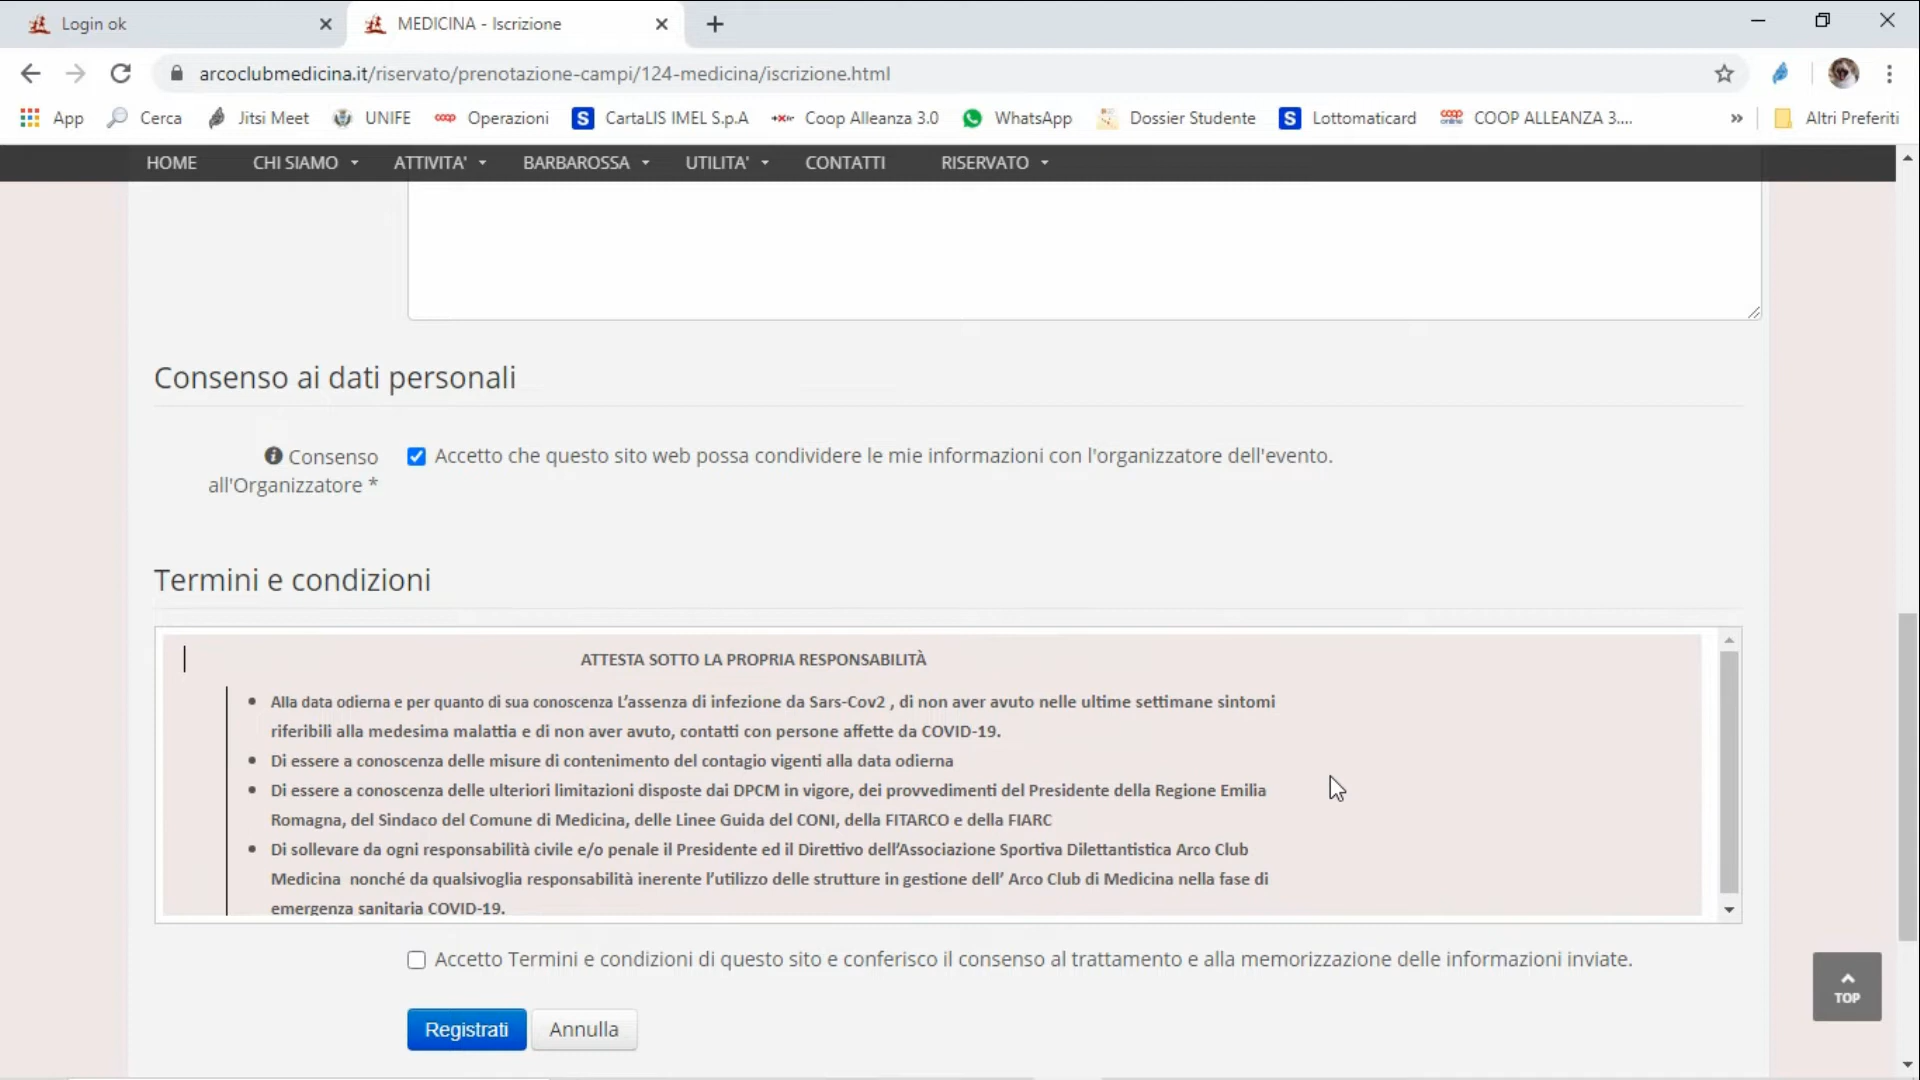 Login ok
MEDICINA - Iscrizione
arcoclubmedicina.it/riservato/prenotazione-campi/124-medicina/iscrizione.html
App Cerca Jitsi Meet UNIFE Operazioni CartaLIS IMEL S.p.A Coop Alleanza 3.0 WhatsApp Dossier Studente Lottomaticard COOP ALLEANZA 3.... » Altri Preferiti
HOME CHI SIAMO ATTIVITA' BARBAROSSA UTILITA' CONTATTI RISERVATO
Consenso ai dati personali
Consenso
all'Organizzatore *
Accetto che questo sito web possa condividere le mie informazioni con l'organizzatore dell'evento.
Termini e condizioni
ATTESTA SOTTO LA PROPRIA RESPONSABILITÀ
• Alla data odierna e per quanto di sua conoscenza L’assenza di infezione da Sars-Cov2 , di non aver avuto nelle ultime settimane sintomi
riferibili alla medesima malattia e di non aver avuto, contatti con persone affette da COVID-19.
• Di essere a conoscenza delle misure di contenimento del contagio vigenti alla data odierna
• Di essere a conoscenza delle ulteriori limitazioni disposte dai DPCM in vigore, dei provvedimenti del Presidente della Regione Emilia
Romagna, del Sindaco del Comune di Medicina, delle Linee Guida del CONI, della FITARCO e della FIARC
• Di sollevare da ogni responsabilità civile e/o penale il Presidente ed il Direttivo dell’Associazione Sportiva Dilettantistica Arco Club
Medicina nonché da qualsivoglia responsabilità inerente l’utilizzo delle strutture in gestione dell’ Arco Club di Medicina nella fase di
emergenza sanitaria COVID-19.
Accetto Termini e condizioni di questo sito e conferisco il consenso al trattamento e alla memorizzazione delle informazioni inviate.
TOP
Registrati Annulla